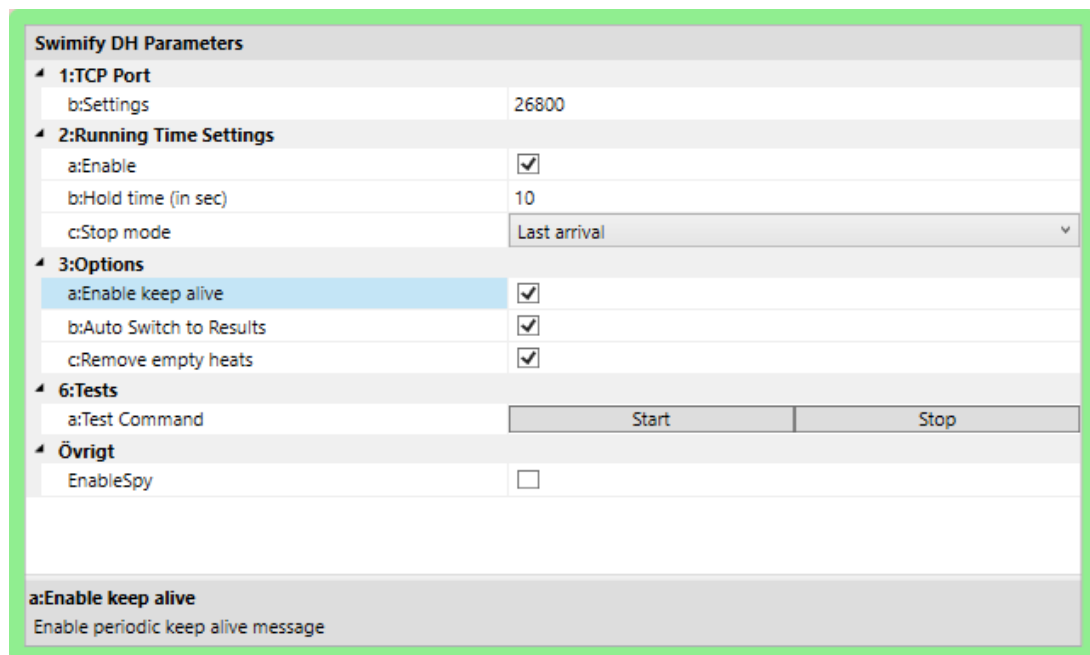 Swimify DH Parameters
1:TCP Port
b:Settings 26800
2:Running Time Settings
a:Enable
b:Hold time (in sec) 10
c:Stop mode Last arrival
3:Options
a:Enable keep alive
b:Auto Switch to Results
c:Remove empty heats
6:Tests
a:Test Command Start Stop
Övrigt
EnableSpy
a:Enable keep alive
Enable periodic keep alive message